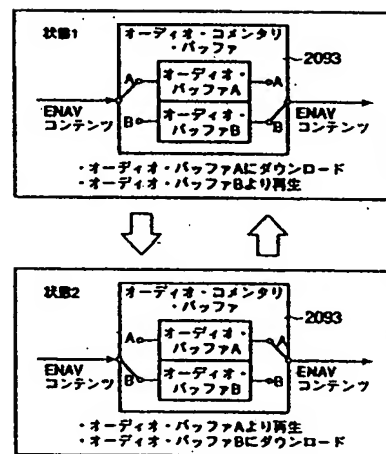 状態1
オーディオ・コメンタリ
・バッファ
2093
A
オーディオ・
バッファA
A
B
オーディオ・
バッファB
B
ENAV
コンテンツ
ENAV
コンテンツ
・オーディオ・バッファAにダウンロード
・オーディオ・バッファBより再生
状態2
オーディオ・コメンタリ
・バッファ
2093
A
オーディオ・
バッファA
A
B
オーディオ・
バッファB
B
ENAV
コンテンツ
ENAV
コンテンツ
・オーディオ・バッファAより再生
・オーディオ・バッファBにダウンロード